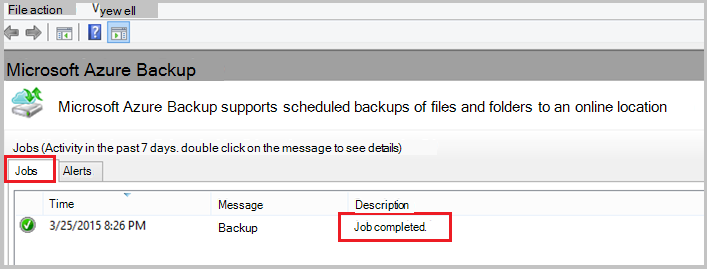 File action Vyew ell
Microsoft Azure Backup
Microsoft Azure Backup supports scheduled backups of files and folders to an online location
Jobs (Activity in the past 7 days. double click on the message to see details)
Jobs Alerts
Time Message Description
3/25/2015 8:26 PM Backup Job completed.